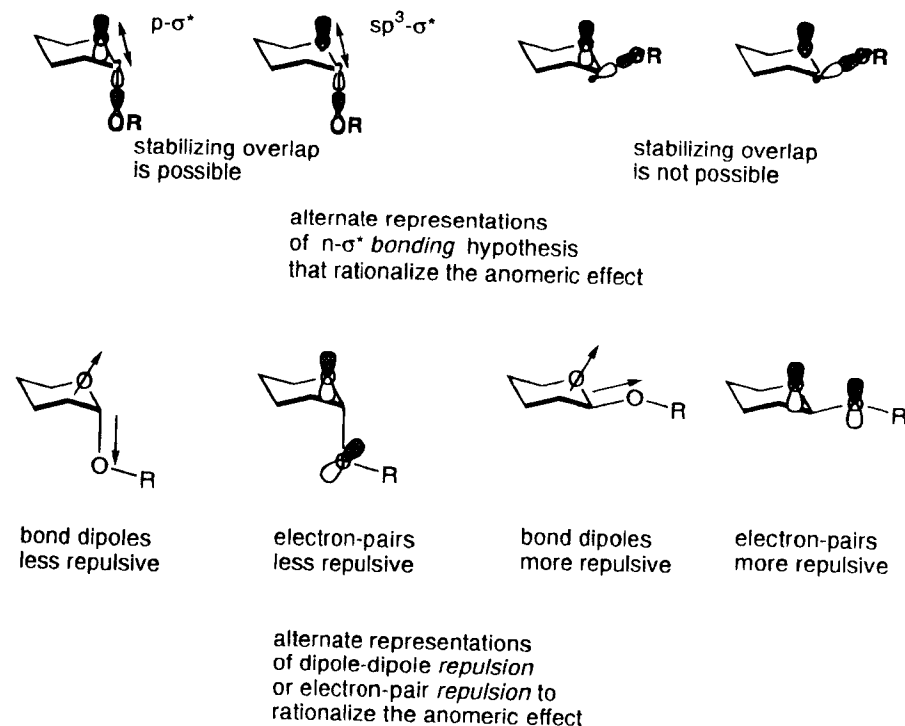 p-σ*
sp³-σ*
OR
OR
OR
OR
stabilizing overlap
is possible
stabilizing overlap
is not possible
alternate representations
of n-σ* bonding hypothesis
that rationalize the anomeric effect
O
O
R
R
O
O
R
R
bond dipoles
less repulsive
electron-pairs
less repulsive
bond dipoles
more repulsive
electron-pairs
more repulsive
alternate representations
of dipole-dipole repulsion
or electron-pair repulsion to
rationalize the anomeric effect